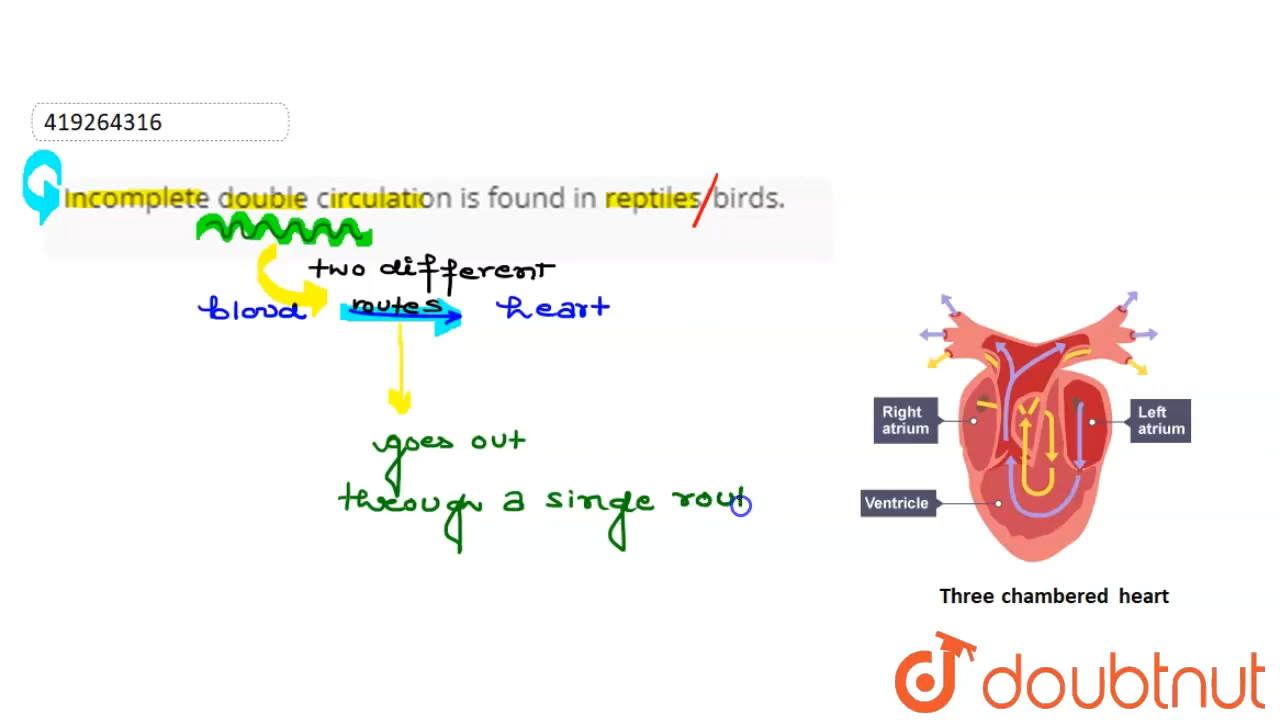 419264316
Incomplete double circulation is found in reptiles/birds.
two different
blood routes heart
goes out
through a single rout
Right
atrium
Left
atrium
Ventricle
Three chambered heart
doubtnut